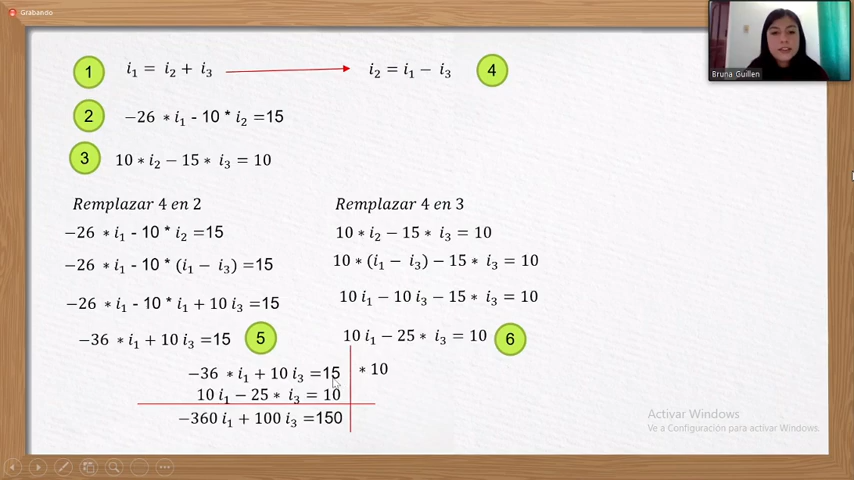 Grabando
Bruna Guillen
1 i₁ = i₂ + i₃ i₂ = i₁ − i₃ 4
2 −26 * i₁ - 10 * i₂ =15
3 10 * i₂ − 15 * i₃ = 10
Remplazar 4 en 2
−26 * i₁ - 10 * i₂ =15
−26 * i₁ - 10 * (i₁ − i₃) =15
−26 * i₁ - 10 * i₁ + 10 i₃ =15
−36 * i₁ + 10 i₃ =15 5
Remplazar 4 en 3
10 * i₂ − 15 * i₃ = 10
10 * (i₁ − i₃) − 15 * i₃ = 10
10 i₁ − 10 i₃ − 15 * i₃ = 10
10 i₁ − 25 * i₃ = 10 6
−36 * i₁ + 10 i₃ =15 * 10
10 i₁ − 25 * i₃ = 10
−360 i₁ + 100 i₃ =150
Activar Windows
Ve a Configuración para activar Windows.